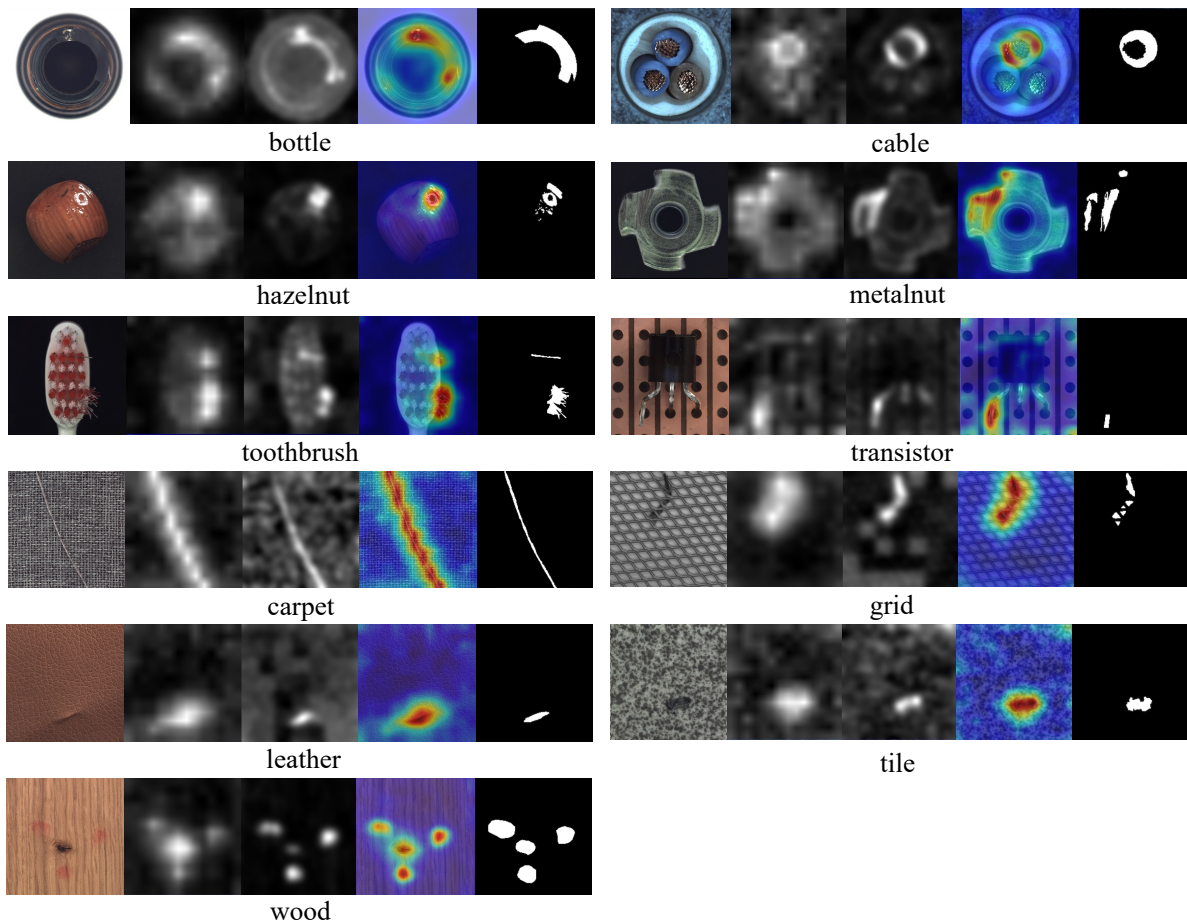 bottle
cable
hazelnut
metalnut
toothbrush
transistor
carpet
grid
leather
tile
wood